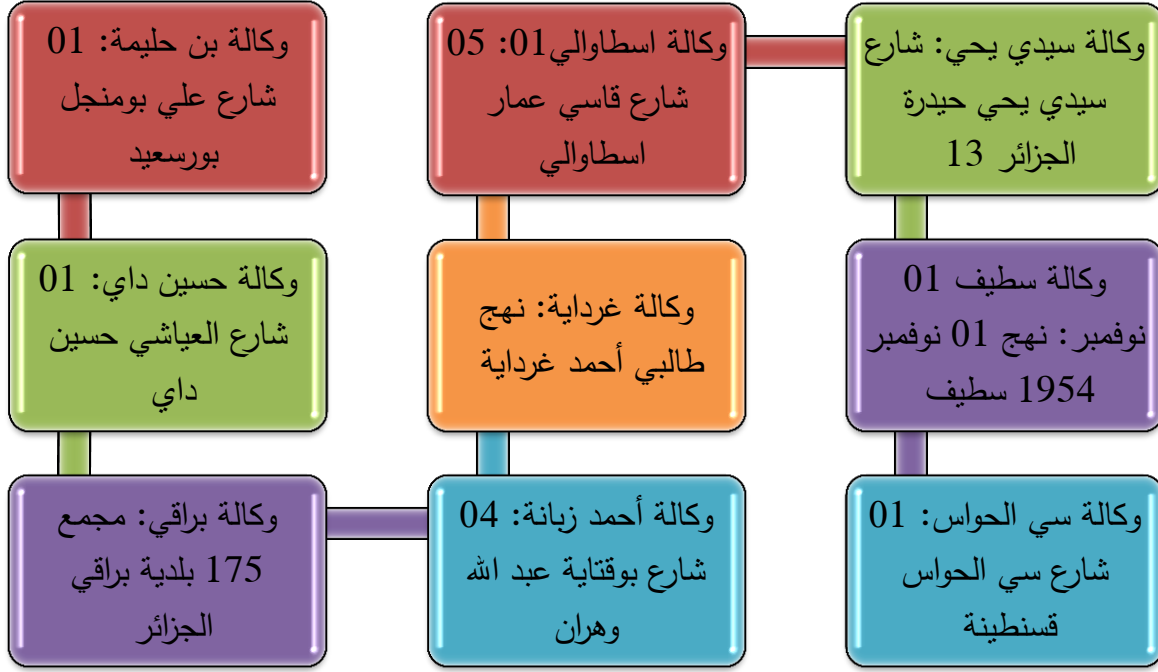 وكالة بن حليمة: 01
شارع علي بومنجل
بورسعيد
وكالة حسين داي: 01
شارع العياشي حسين
داي
وكالة براقي: مجمع
175 بلدية براقي
الجزائر
وكالة أحمد زبانة: 04
شارع بوقتاية عبد الله
وهران
وكالة غرداية: نهج
طالبي أحمد غرداية
وكالة اسطاوالي01: 05
شارع قاسي عمار
اسطاوالي
وكالة سيدي يحي: شارع
سيدي يحي حيدرة
الجزائر 13
وكالة سطيف 01
نوفمبر: نهج 01 نوفمبر
1954 سطيف
وكالة سي الحواس: 01
شارع سي الحواس
قسنطينة